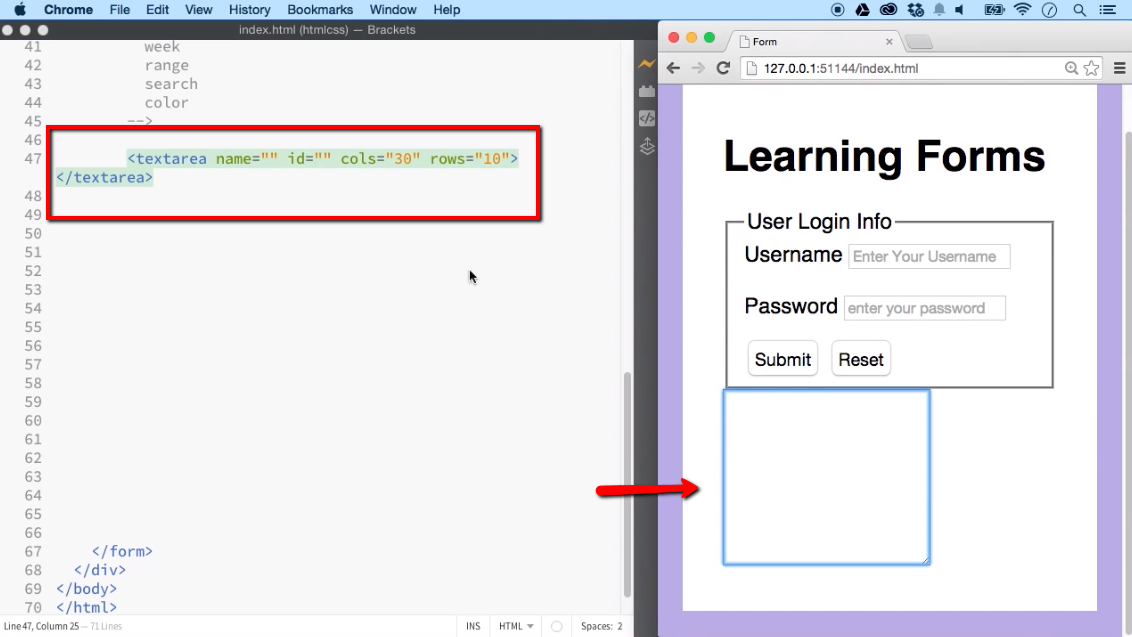 Chrome File Edit View History Bookmarks Window Help
index.html (htmlcss) — Brackets
41 week
42 range
43 search
44 color
45 -->
46
47 <textarea name="" id="" cols="30" rows="10">
</textarea>
48
49
50
51
52
53
54
55
56
57
58
59
60
61
62
63
64
65
66
67 </form>
68 </div>
69 </body>
70 </html>
Line 47, Column 25 — 71 Lines
INS HTML Spaces: 2
Form
127.0.0.1:51144/index.html
Learning Forms
User Login Info
Username Enter Your Username
Password enter your password
Submit Reset